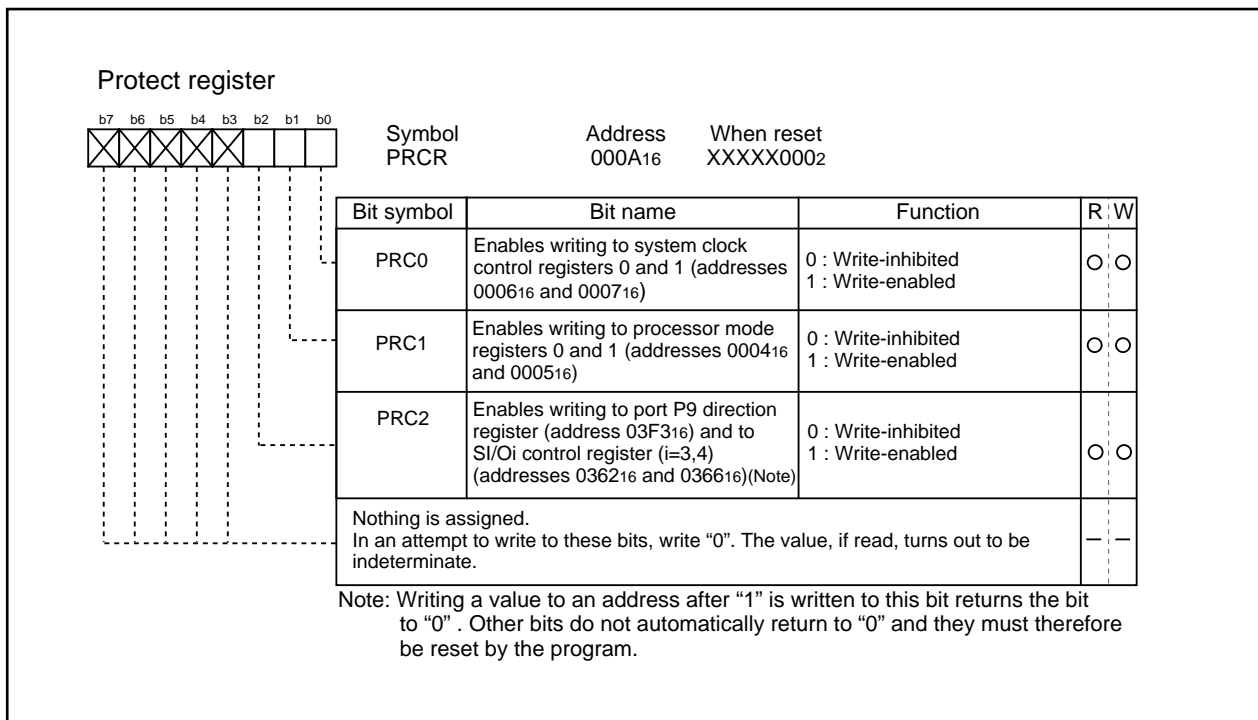 Protect register
b7 b6 b5 b4 b3 b2 b1 b0
Symbol Address When reset
PRCR 000A16 XXXXX0002
Bit symbol Bit name Function R W
PRC0
Enables writing to system clock
control registers 0 and 1 (addresses
000616 and 000716)
0 : Write-inhibited
1 : Write-enabled
PRC1
Enables writing to processor mode
registers 0 and 1 (addresses 000416
and 000516)
0 : Write-inhibited
1 : Write-enabled
PRC2
Enables writing to port P9 direction
register (address 03F316) and to
SI/Oi control register (i=3,4)
(addresses 036216 and 036616)(Note)
0 : Write-inhibited
1 : Write-enabled
Nothing is assigned.
In an attempt to write to these bits, write “0”. The value, if read, turns out to be
indeterminate.
Note: Writing a value to an address after “1” is written to this bit returns the bit
to “0” . Other bits do not automatically return to “0” and they must therefore
be reset by the program.